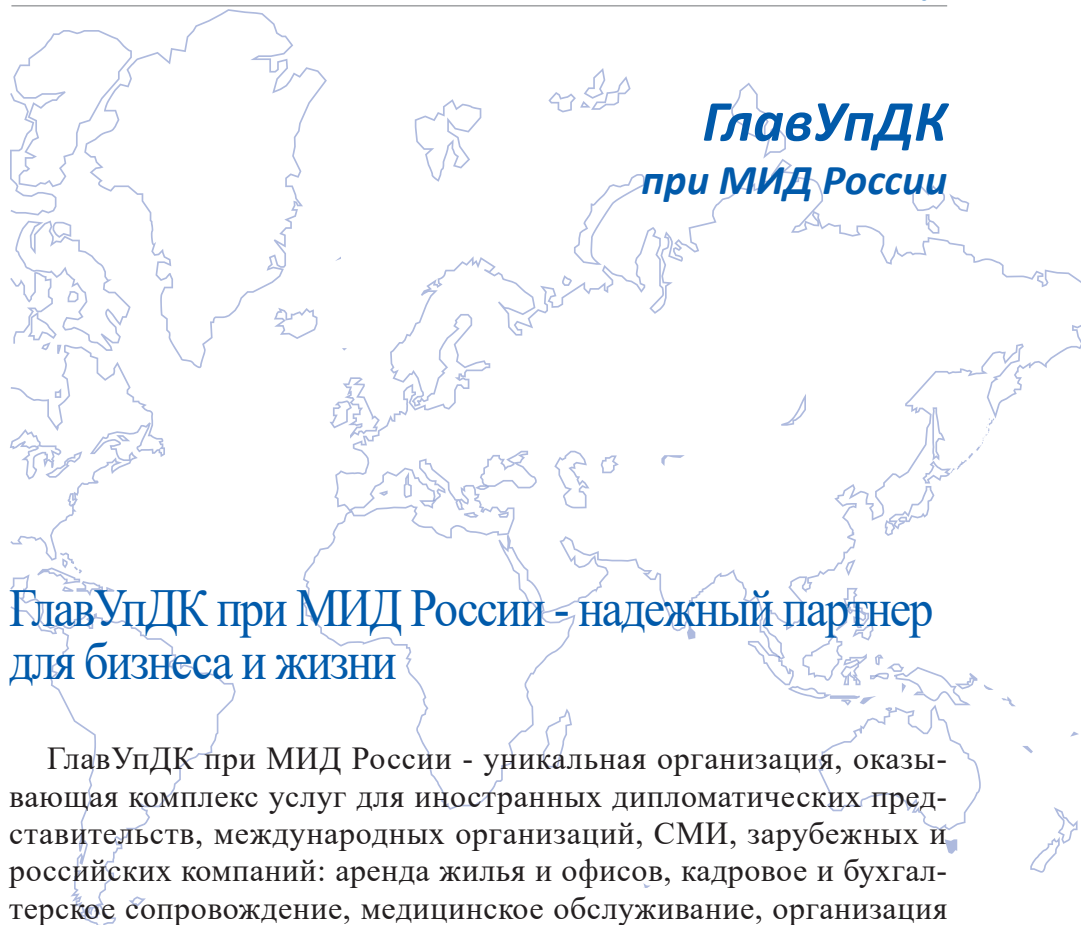 ГлавУпДК
при МИД России
ГлавУпДК при МИД России - надежный партнер
для бизнеса и жизни
ГлавУпДК при МИД России - уникальная организация, оказы-
вающая комплекс услуг для иностранных дипломатических пред-
ставительств, международных организаций, СМИ, зарубежных и
российских компаний: аренда жилья и офисов, кадровое и бухгал-
терское сопровождение, медицинское обслуживание, организация